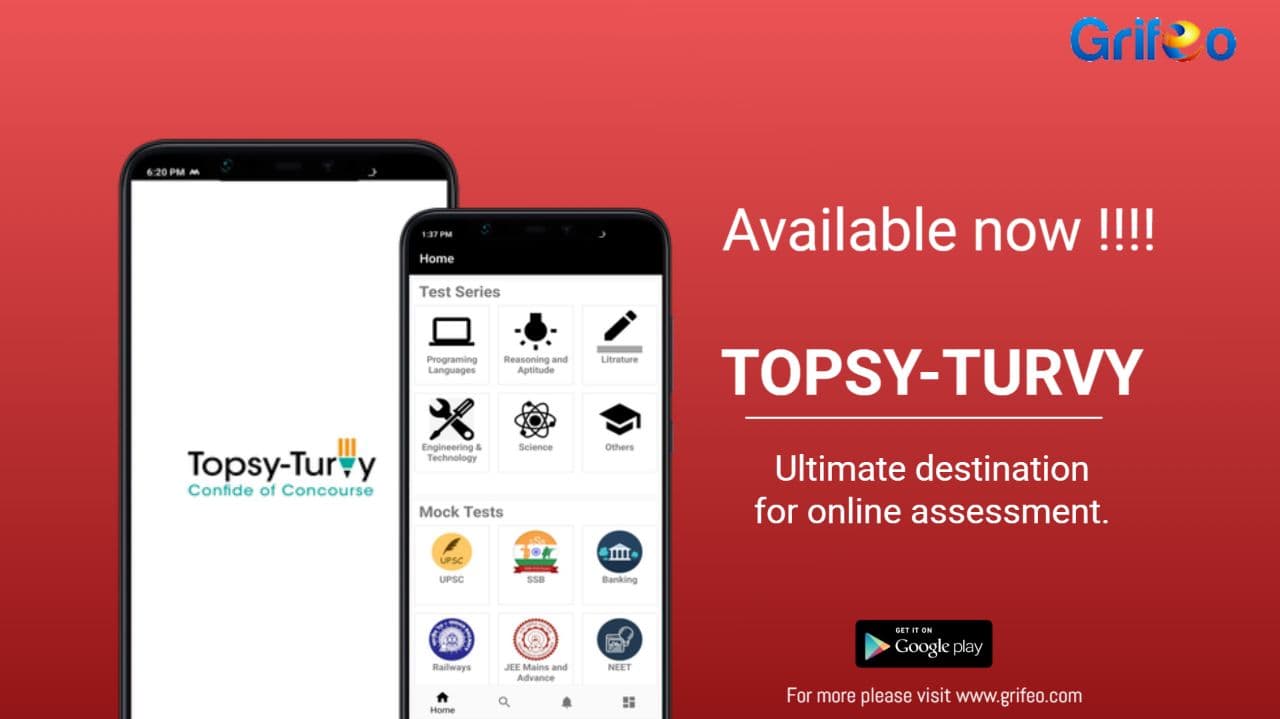 Grifeo
6:20 PM
Topsy-Turvy
Confide of Concourse
1:37 PM
Home
Test Series
Programing
Languages
Reasoning and
Aptitude
Litrature
Engineering &
Technology
Science
Others
Mock Tests
UPSC
UPSC
SSB
Banking
Railways
JEE Mains and
Advance
NEET
Home
Available now !!!!
TOPSY-TURVY
Ultimate destination
for online assessment.
GET IT ON
Google play
For more please visit www.grifeo.com